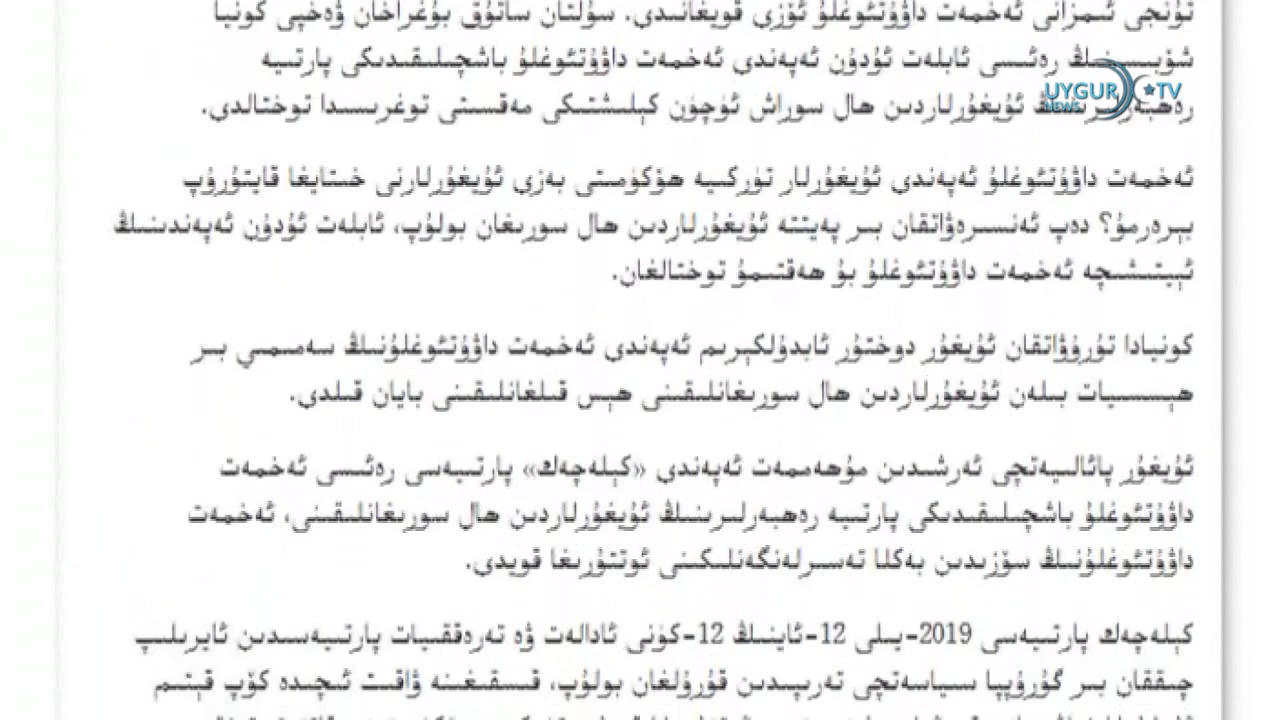 تۇنجى ئىمزانى ئەخمەت داۋۇتئوغلۇ ئۆزى قويغانىدى. سۇلتان ساتۇق بۇغراخان ۋەخپى كونيا
شۆبىسىنىڭ رەئىسى ئابلەت ئۇدۇن ئەپەندى ئەخمەت داۋۇتئوغلۇ باشچىلىقىدىكى پارتىيە
رەھبەرلىرىنىڭ ئۇيغۇرلاردىن ھال سوراش ئۈچۈن كېلىشتىكى مەقسىتى توغرىسىدا توختالدى.
ئەخمەت داۋۇتئوغلۇ ئەپەندى ئۇيغۇرلار تۈركىيە ھۆكۈمىتى بەزى ئۇيغۇرلارنى خىتايغا قايتۇرۇپ
بېرەرمۇ؟ دەپ ئەنسىرەۋاتقان بىر پەيتتە ئۇيغۇرلاردىن ھال سورىغان بولۇپ، ئابلەت ئۇدۇن ئەپەندىنىڭ
ئېيتىشىچە ئەخمەت داۋۇتئوغلۇ بۇ ھەقتىمۇ توختالغان.
كونيادا تۇرۇۋاتقان ئۇيغۇر دوختۇر ئابدۇلكېرىم ئەپەندى ئەخمەت داۋۇتئوغلۇنىڭ سەمىمىي بىر
ھېسسىيات بىلەن ئۇيغۇرلاردىن ھال سورىغانلىقىنى ھېس قىلغانلىقىنى بايان قىلدى.
ئۇيغۇر پائالىيەتچى ئەرشىدىن مۇھەممەت ئەپەندى «كېلەچەك» پارتىيەسى رەئىسى ئەخمەت
داۋۇتئوغلۇ باشچىلىقىدىكى پارتىيە رەھبەرلىرىنىڭ ئۇيغۇرلاردىن ھال سورىغانلىقىنى، ئەخمەت
داۋۇتئوغلۇنىڭ سۆزىدىن بەكلا تەسىرلەنگەنلىكىنى ئوتتۇرىغا قويدى.
كېلەچەك پارتىيەسى 2019-يىلى 12-ئاينىڭ 12-كۈنى ئادالەت ۋە تەرەققىيات پارتىيەسىدىن ئايرىلىپ
چىققان بىر گۇرۇپپا سىياسەتچى تەرىپىدىن قۇرۇلغان بولۇپ، قىسقىغىنە ۋاقىت ئىچىدە كۆپ قېتىم
UYGUR TV
NEWS